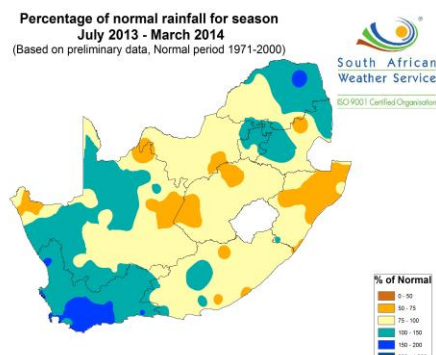 Percentage of normal rainfall for season
July 2013 - March 2014
(Based on preliminary data, Normal period 1971-2000)
South African
Weather Service
ISO 9001 Certified Organisation
% of Normal
0 - 50
50 - 75
75 - 100
100 - 150
150 - 200